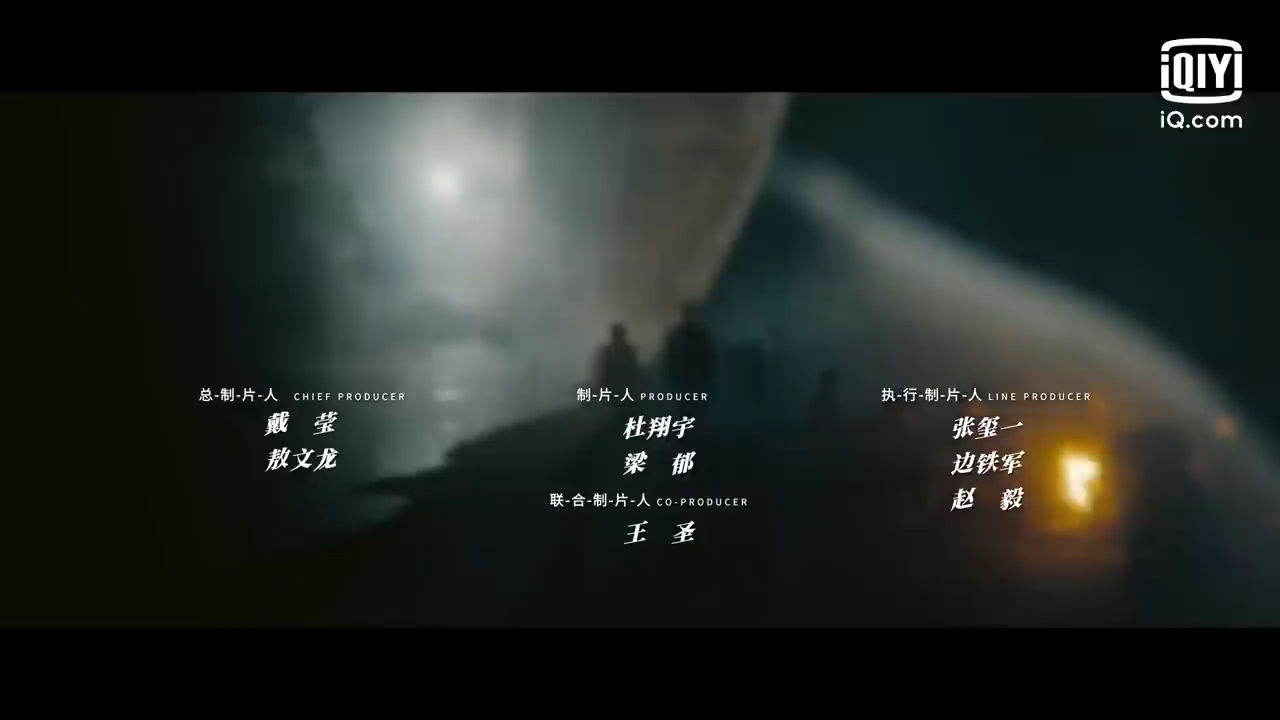 iQIYI
iQ.com
总-制-片-人 CHIEF PRODUCER
戴 莹
敖文龙
制-片-人 PRODUCER
杜翔宇
梁 郁
联-合-制-片-人 CO-PRODUCER
王 圣
执-行-制-片-人 LINE PRODUCER
张玺一
边铁军
赵 毅